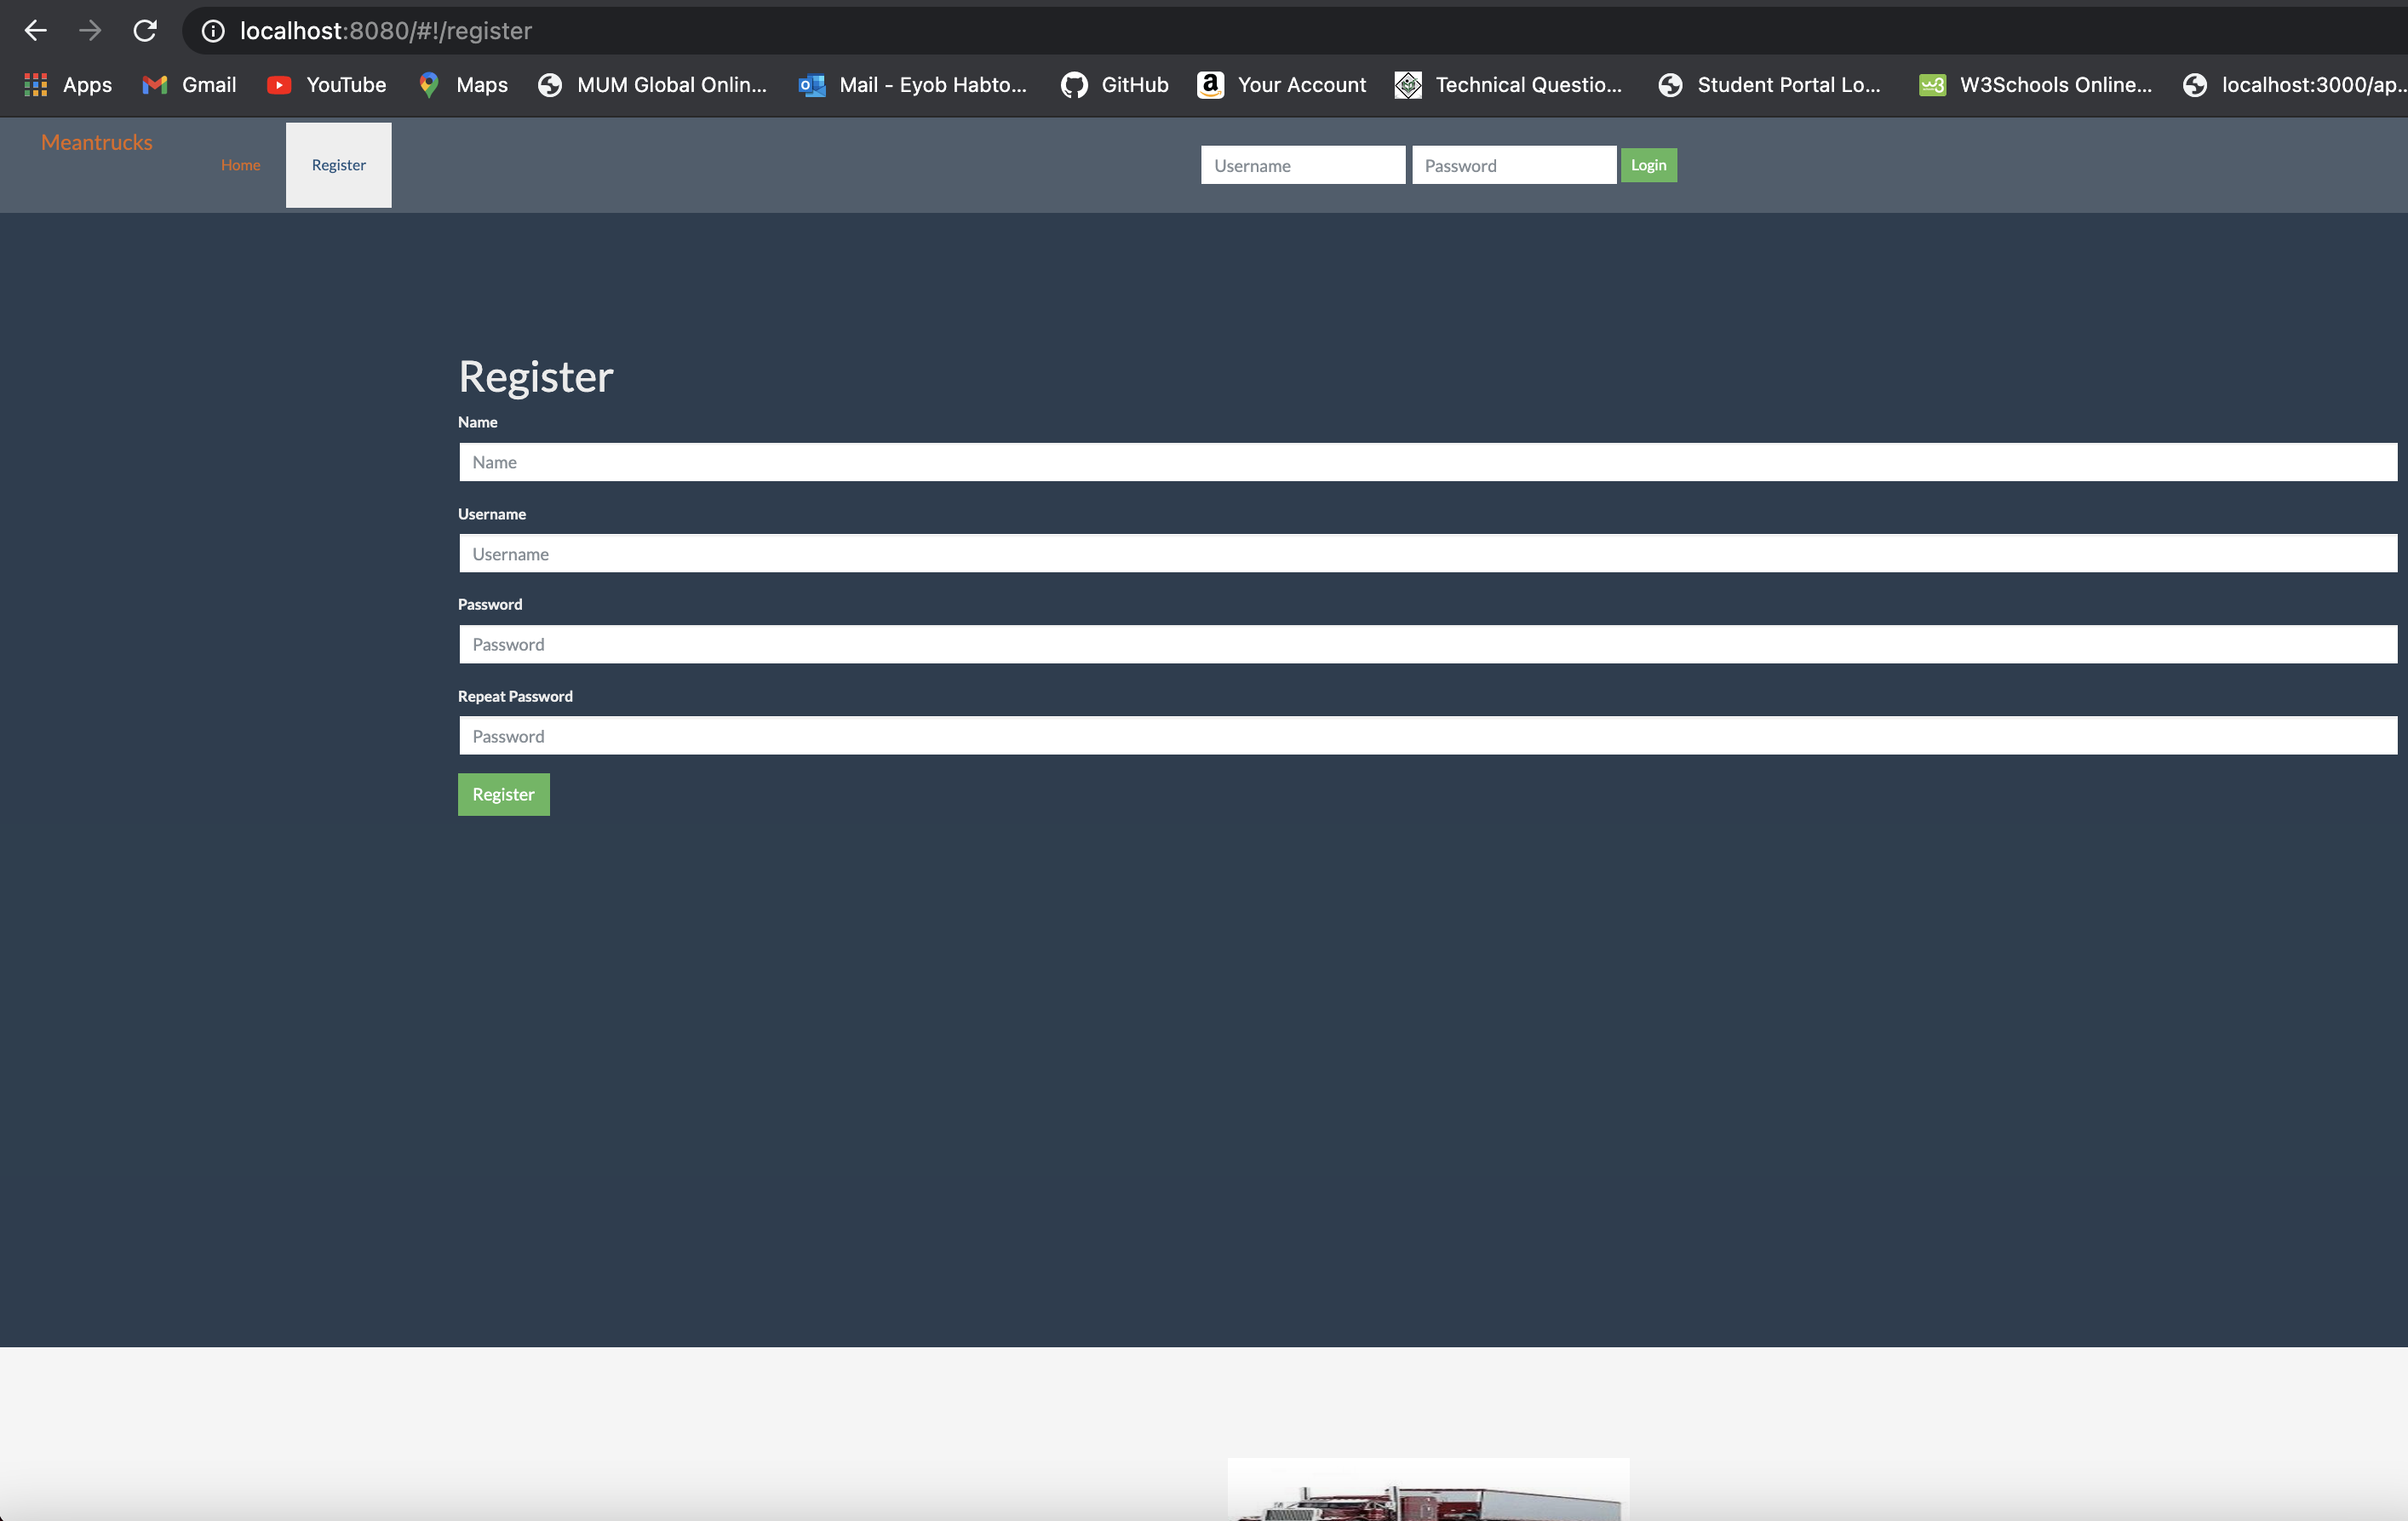 localhost:8080/#!/register
Apps Gmail YouTube Maps MUM Global Onlin... Mail - Eyob Habto... GitHub Your Account Technical Questio... Student Portal Lo... W3Schools Online... localhost:3000/ap...
Meantrucks Home Register Username Password Login
Register
Name
Name
Username
Username
Password
Password
Repeat Password
Password
Register